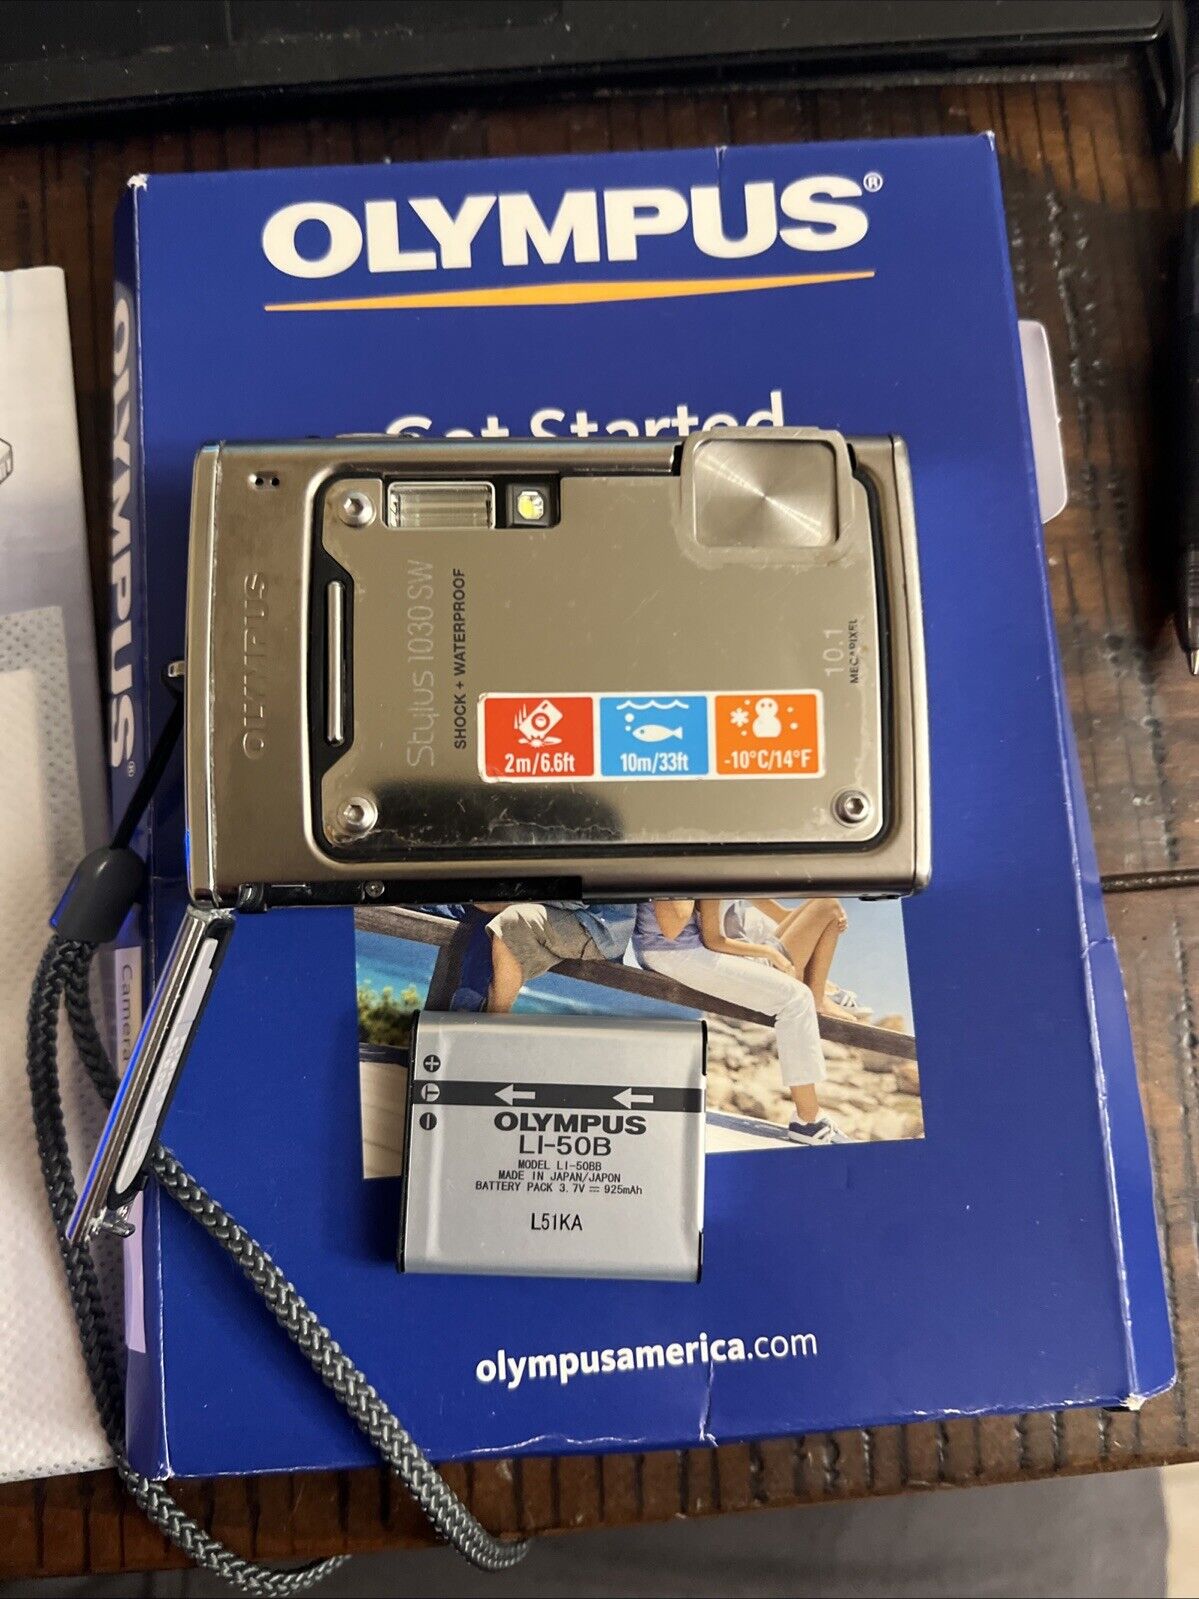 OLYMPUS®
Get Started
OLYMPUS®
Camera
OLYMPUS
Stylus 1030 SW
SHOCK + WATERPROOF
10.1
MEGAPIXEL
2m/6.6ft
10m/33ft
-10°C/14°F
+
T
−
OLYMPUS
LI-50B
MODEL LI-50BB
MADE IN JAPAN/JAPON
BATTERY PACK 3.7V ⎓ 925mAh
L51KA
olympusamerica.com